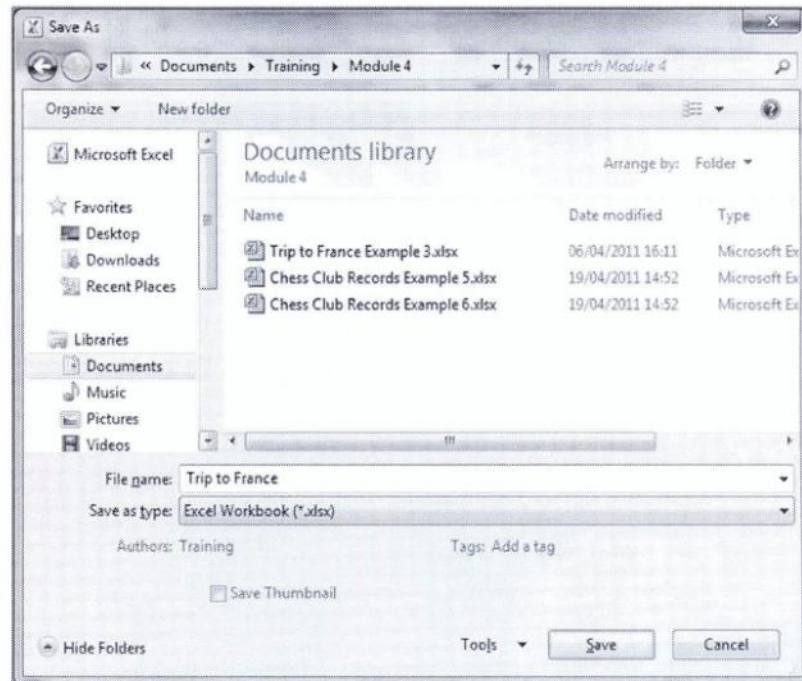 Save As
« Documents ▸ Training ▸ Module 4
Search Module 4
Organize ▾ New folder
Microsoft Excel
Favorites
Desktop
Downloads
Recent Places
Libraries
Documents
Music
Pictures
Videos
Documents library
Module 4
Arrange by: Folder ▾
Name Date modified Type
Trip to France Example 3.xlsx 06/04/2011 16:11 Microsoft Ex
Chess Club Records Example 5.xlsx 19/04/2011 14:52 Microsoft Ex
Chess Club Records Example 6.xlsx 19/04/2011 14:52 Microsoft Ex
File name: Trip to France
Save as type: Excel Workbook (*.xlsx)
Authors: Training Tags: Add a tag
Save Thumbnail
Hide Folders Tools ▾ Save Cancel